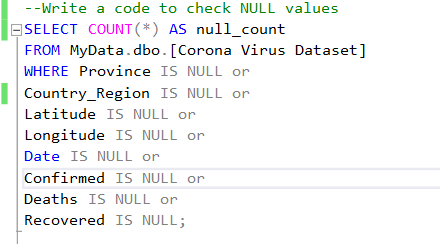 --Write a code to check NULL values
SELECT COUNT(*) AS null_count
FROM MyData.dbo.[Corona Virus Dataset]
WHERE Province IS NULL or
Country_Region IS NULL or
Latitude IS NULL or
Longitude IS NULL or
Date IS NULL or
Confirmed IS NULL or
Deaths IS NULL or
Recovered IS NULL;